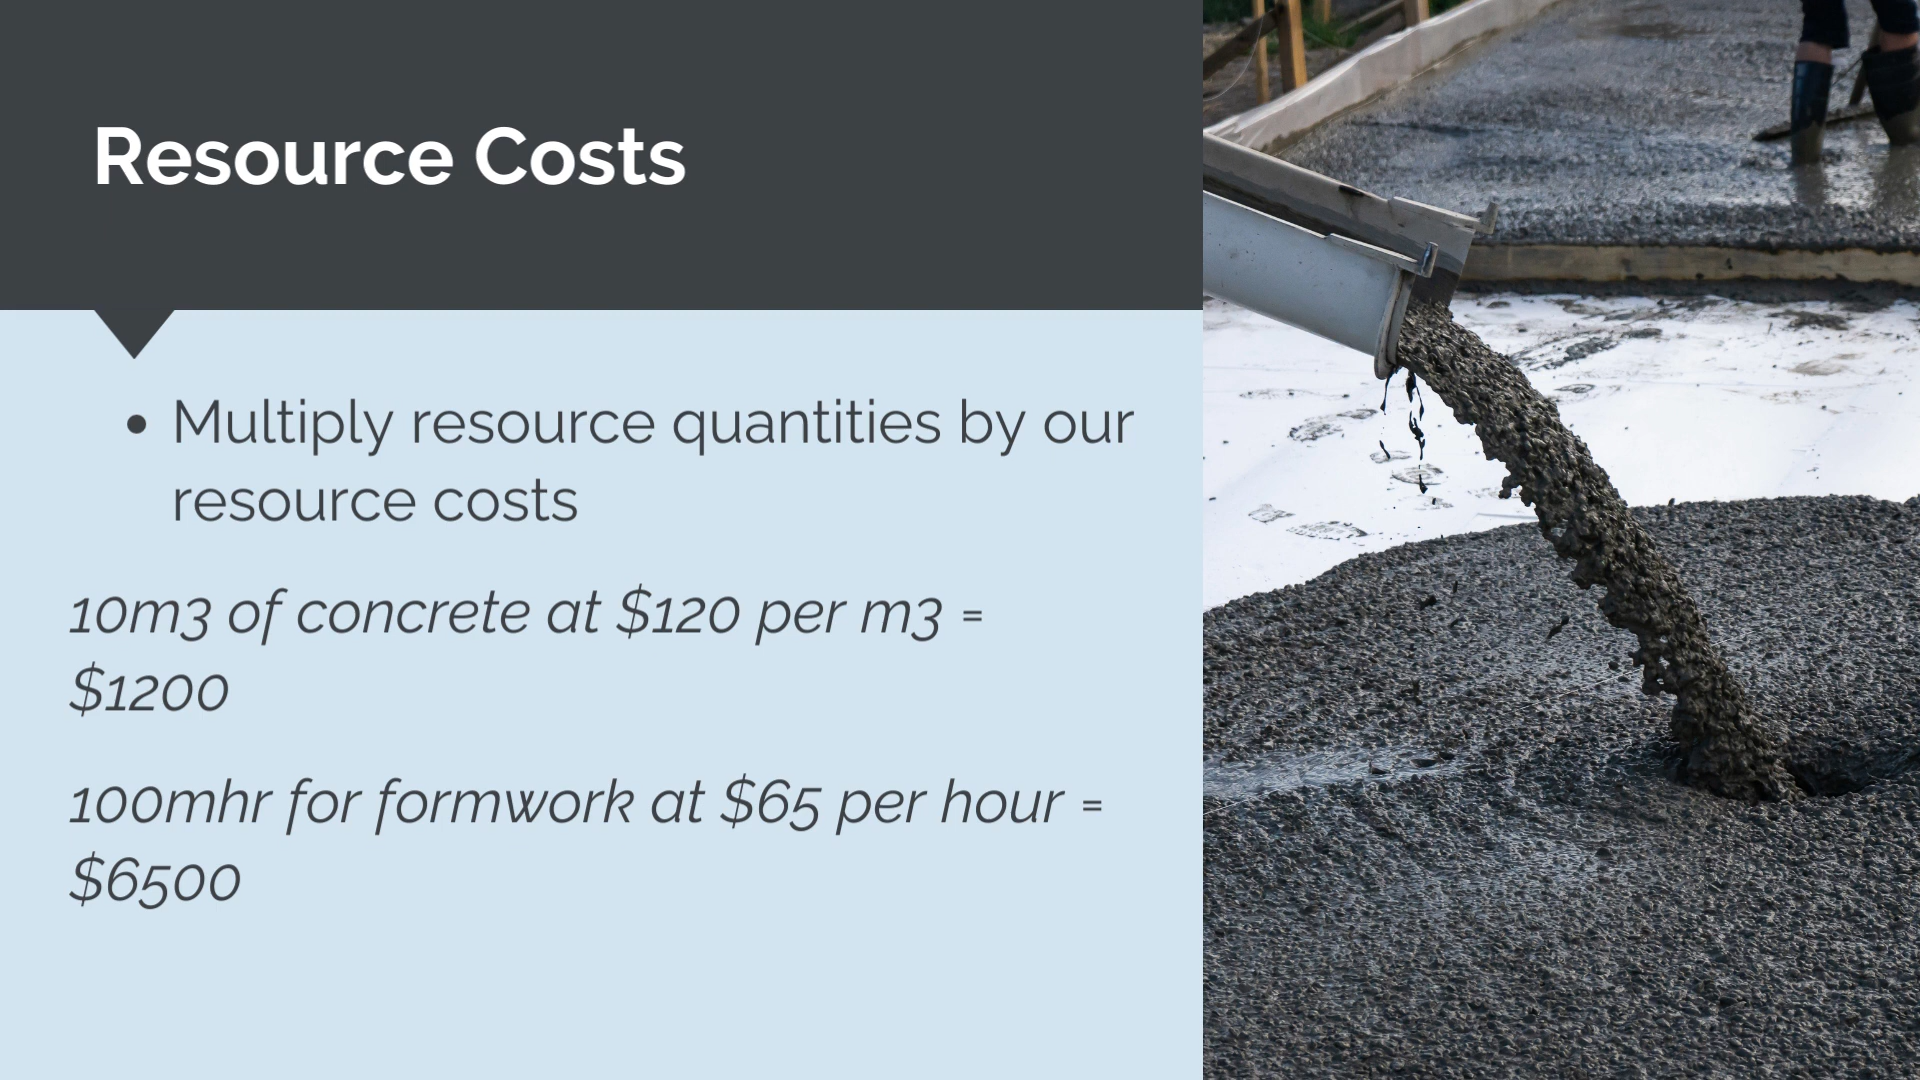 Resource Costs
• Multiply resource quantities by our
resource costs
10m3 of concrete at $120 per m3 =
$1200
100mhr for formwork at $65 per hour =
$6500